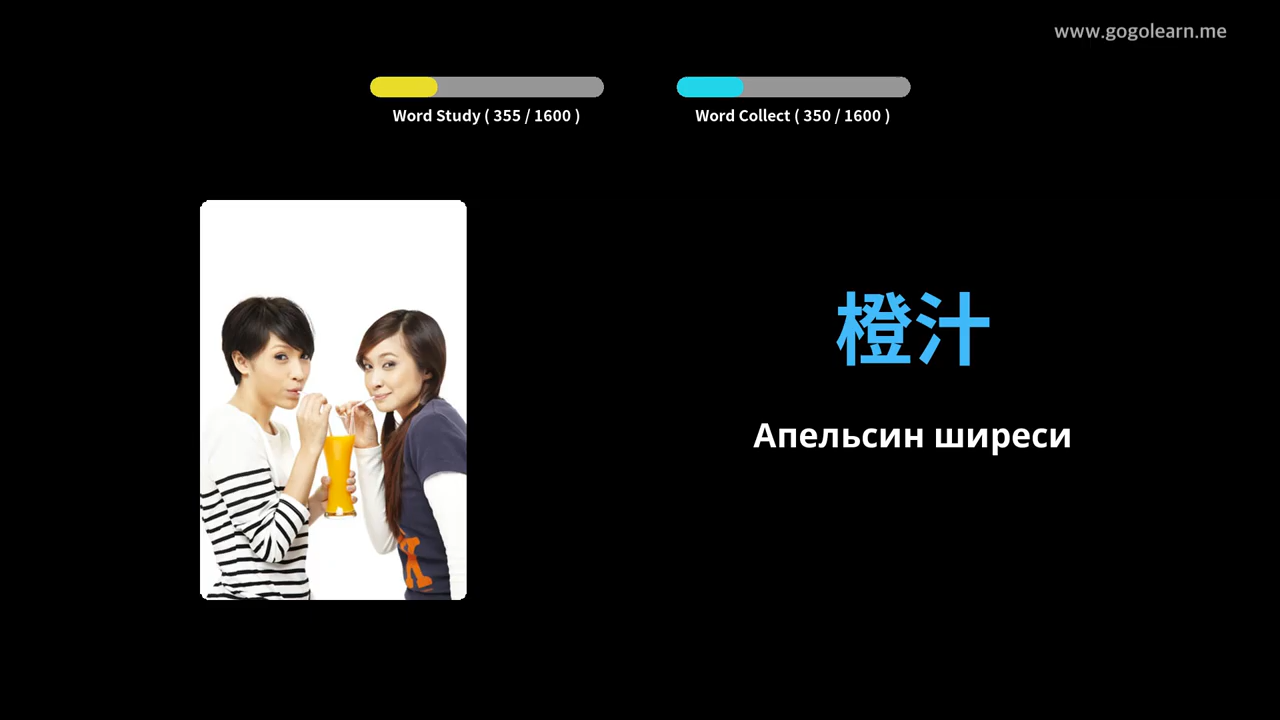 www.gogolearn.me
Word Study ( 355 / 1600 )
Word Collect ( 350 / 1600 )
橙汁
Апельсин ширеси